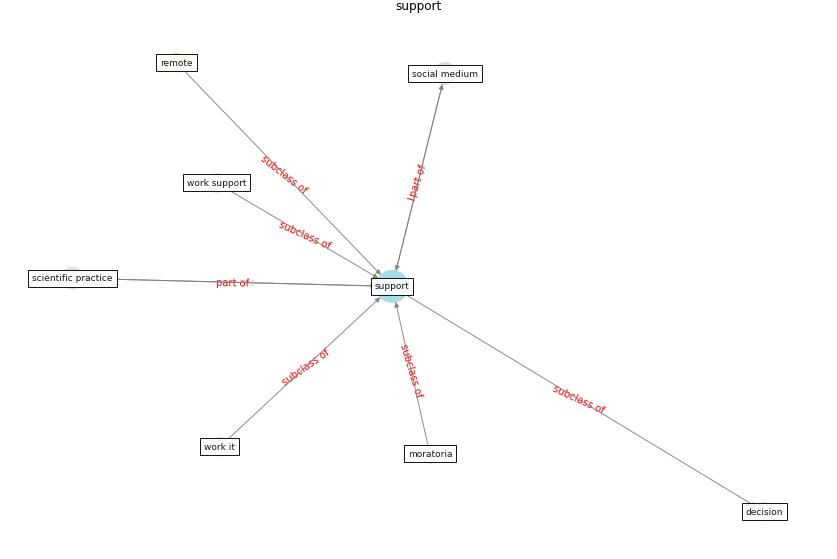 support
remote
social medium
subclass of
part of
work support
subclass of
scientific practice
part of
support
subclass of
subclass of
subclass of
work it
moratoria
decision